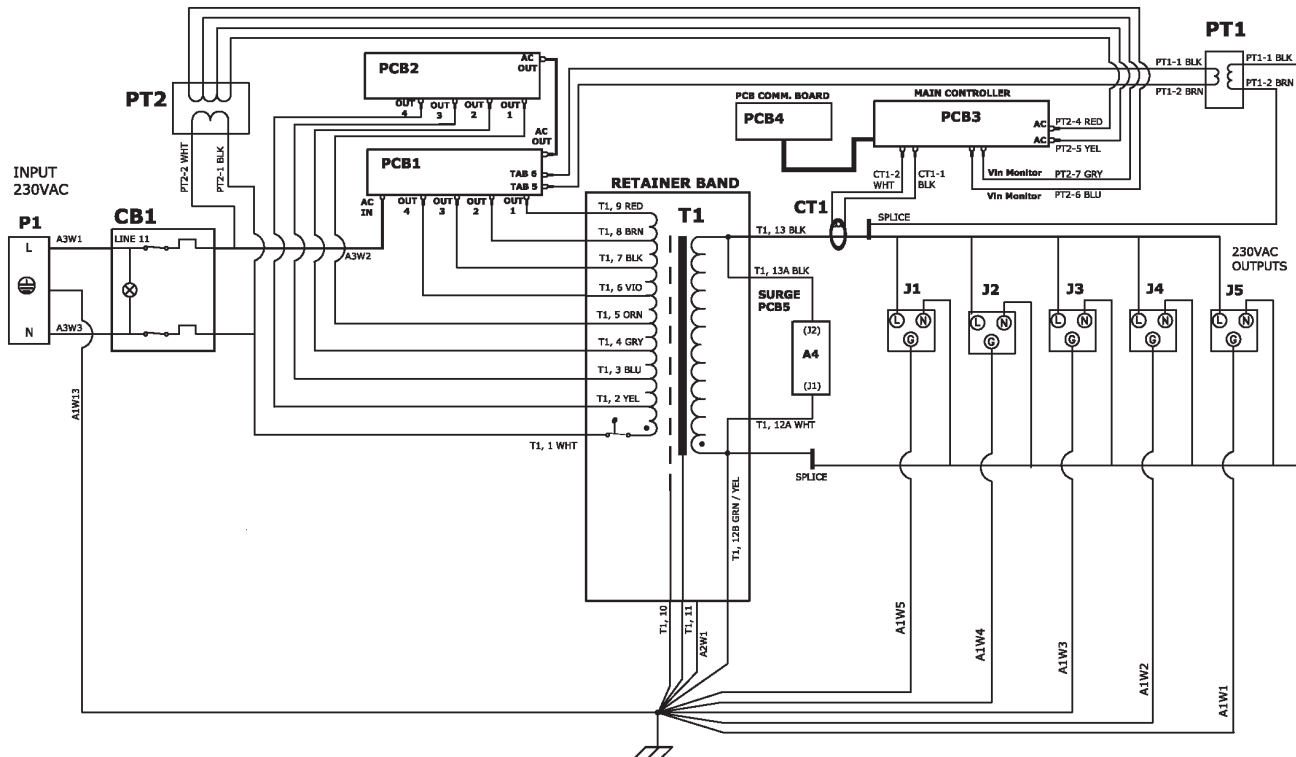 PT1
PT1-1 BLK
PT1-1 BLK
PT1-2 BRN
PT1-2 BRN
PCB2
AC OUT
OUT 4
OUT 3
OUT 2
OUT 1
PT2
PT2-2 WHT
PT2-1 BLK
PCB COMM. BOARD
PCB4
MAIN CONTROLLER
PCB3
AC
PT2-4 RED
AC
PT2-5 YEL
Vin Monitor
PT2-7 GRY
Vin Monitor
PT2-6 BLU
CT1-2 WHT
CT1-1 BLK
CT1
SPLICE
AC OUT
PCB1
TAB 6
TAB 5
AC IN
OUT 4
OUT 3
OUT 2
OUT 1
INPUT
230VAC
P1
L
N
A3W1
A3W3
CB1
LINE 11
A3W2
A1W13
RETAINER BAND
T1
T1, 9 RED
T1, 8 BRN
T1, 7 BLK
T1, 6 VIO
T1, 5 ORN
T1, 4 GRY
T1, 3 BLU
T1, 2 YEL
T1, 1 WHT
T1, 13 BLK
T1, 13A BLK
SURGE
PCB5
(J2)
A4
(J1)
T1, 12A WHT
SPLICE
T1, 12B GRN / YEL
T1, 10
T1, 11
A2W1
230VAC
OUTPUTS
J1
L
N
G
J2
L
N
G
J3
L
N
G
J4
L
N
G
J5
L
N
G
A1W5
A1W4
A1W3
A1W2
A1W1